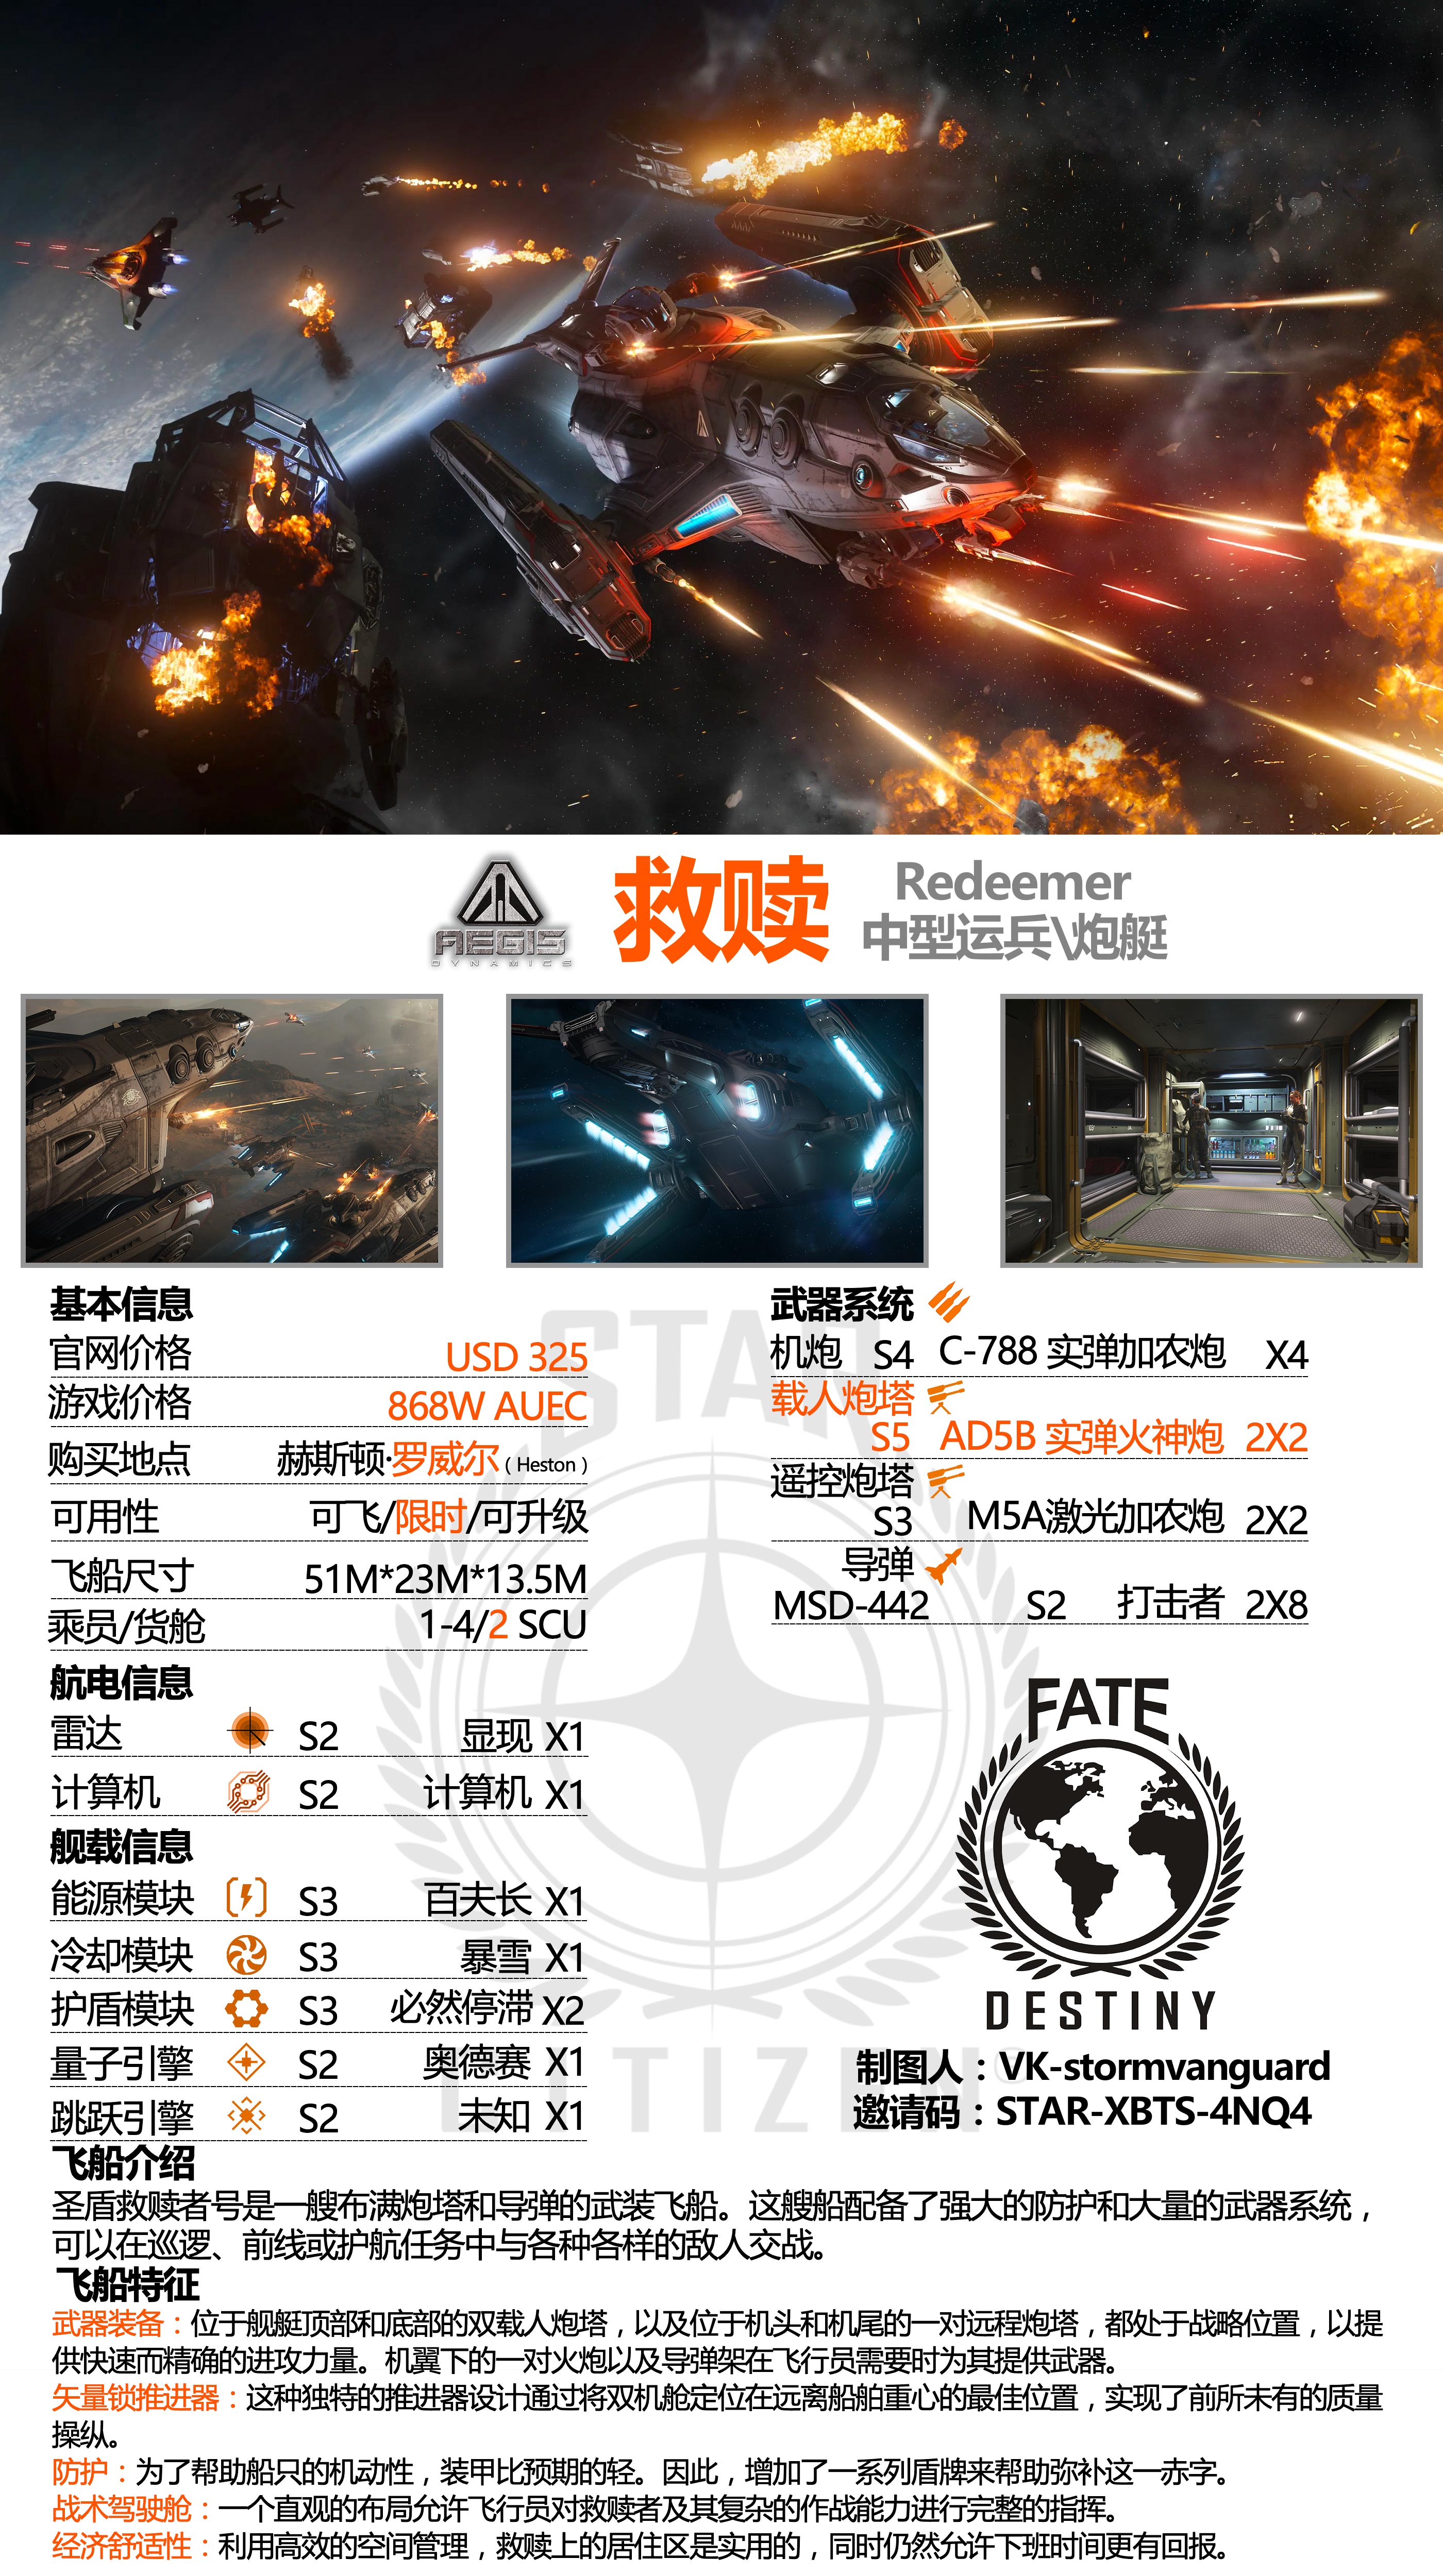 AEGIS
DYNAMICS
救赎
Redeemer
中型运兵\炮艇
基本信息
官网价格 USD 325
游戏价格 868W AUEC
购买地点 赫斯顿·罗威尔 ( Heston )
可用性 可飞/限时/可升级
飞船尺寸 51M*23M*13.5M
乘员/货舱 1-4/2 SCU
航电信息
雷达 S2 显现 X1
计算机 S2 计算机 X1
舰载信息
能源模块 S3 百夫长 X1
冷却模块 S3 暴雪 X1
护盾模块 S3 必然停滞 X2
量子引擎 S2 奥德赛 X1
跳跃引擎 S2 未知 X1
武器系统
机炮 S4 C-788 实弹加农炮 X4
载人炮塔
S5 AD5B 实弹火神炮 2X2
遥控炮塔
S3 M5A激光加农炮 2X2
导弹
MSD-442 S2 打击者 2X8
STAR
CITIZEN®
FATE
DESTINY
制图人：VK-stormvanguard
邀请码：STAR-XBTS-4NQ4
飞船介绍
圣盾救赎者号是一艘布满炮塔和导弹的武装飞船。这艘船配备了强大的防护和大量的武器系统，
可以在巡逻、前线或护航任务中与各种各样的敌人交战。
飞船特征
武器装备：位于舰艇顶部和底部的双载人炮塔，以及位于机头和机尾的一对远程炮塔，都处于战略位置，以提
供快速而精确的进攻力量。机翼下的一对火炮以及导弹架在飞行员需要时为其提供武器。
矢量锁推进器：这种独特的推进器设计通过将双机舱定位在远离船舶重心的最佳位置，实现了前所未有的质量
操纵。
防护：为了帮助船只的机动性，装甲比预期的轻。因此，增加了一系列盾牌来帮助弥补这一赤字。
战术驾驶舱：一个直观的布局允许飞行员对救赎者及其复杂的作战能力进行完整的指挥。
经济舒适性：利用高效的空间管理，救赎上的居住区是实用的，同时仍然允许下班时间更有回报。